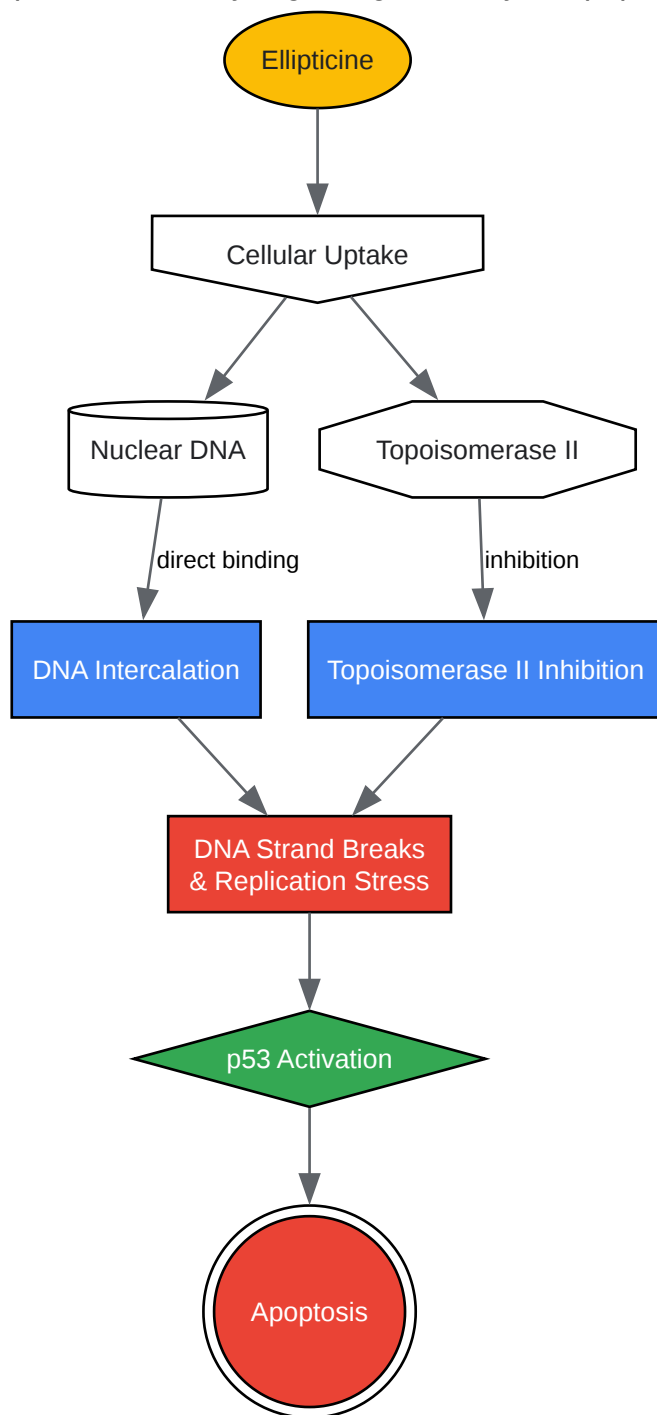 Ellipticine
Cellular Uptake
Nuclear DNA
Topoisomerase II
direct binding
inhibition
DNA Intercalation
Topoisomerase II Inhibition
DNA Strand Breaks
& Replication Stress
p53 Activation
Apoptosis